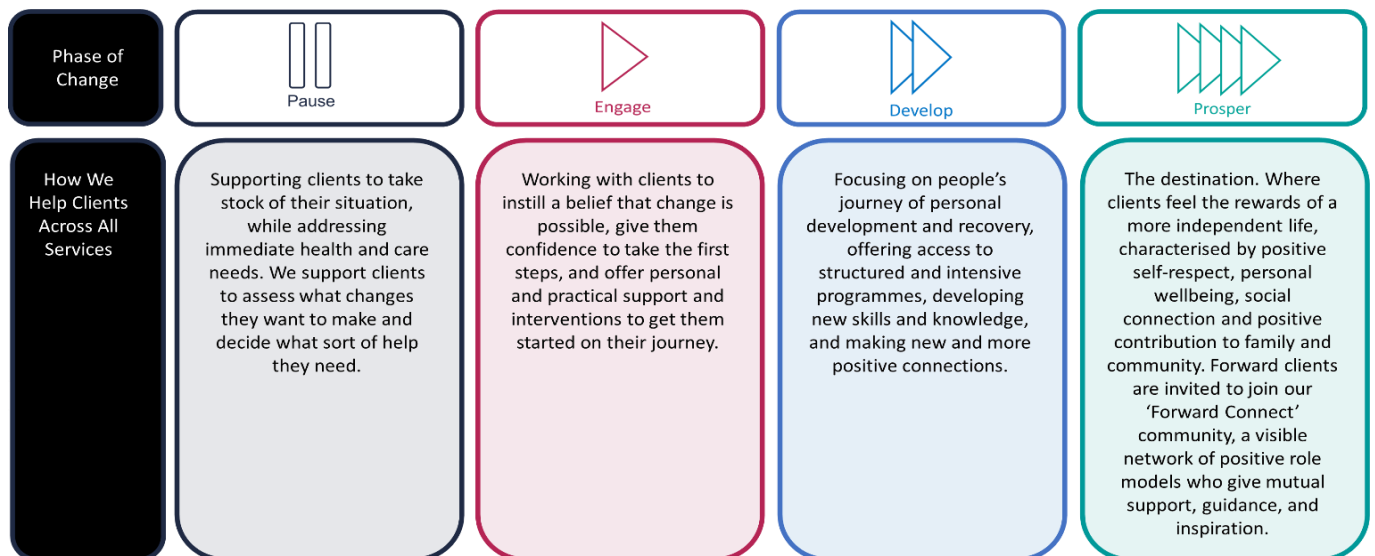 Phase of
Change
Pause
Engage
Develop
Prosper
How We
Help Clients
Across All
Services
Supporting clients to take
stock of their situation,
while addressing
immediate health and care
needs. We support clients
to assess what changes
they want to make and
decide what sort of help
they need.
Working with clients to
instill a belief that change is
possible, give them
confidence to take the first
steps, and offer personal
and practical support and
interventions to get them
started on their journey.
Focusing on people’s
journey of personal
development and recovery,
offering access to
structured and intensive
programmes, developing
new skills and knowledge,
and making new and more
positive connections.
The destination. Where
clients feel the rewards of a
more independent life,
characterised by positive
self-respect, personal
wellbeing, social
connection and positive
contribution to family and
community. Forward clients
are invited to join our
‘Forward Connect’
community, a visible
network of positive role
models who give mutual
support, guidance, and
inspiration.